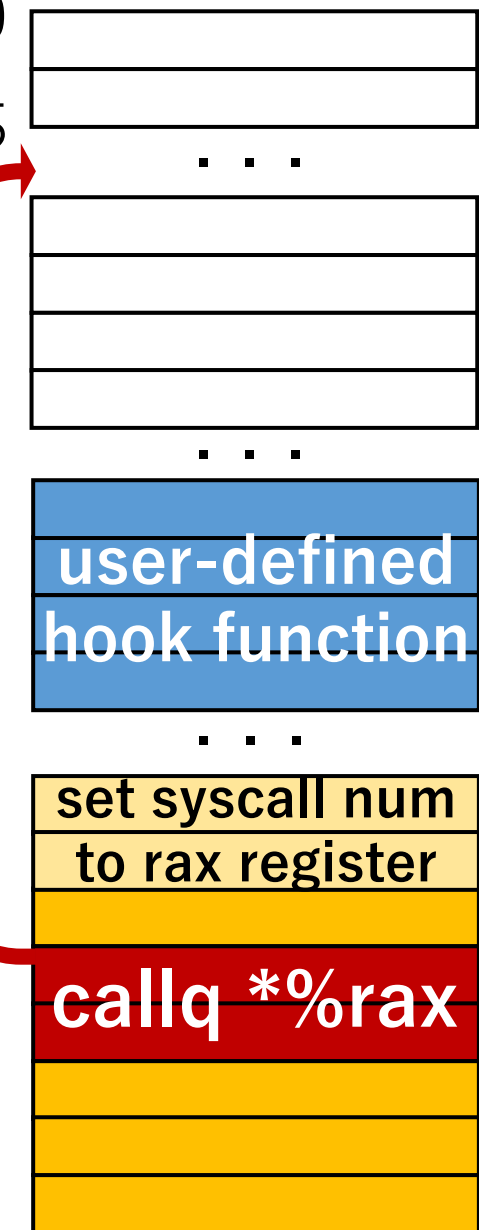 . . .
. . .
user-defined
hook function
. . .
set syscall num
to rax register
callq *%rax